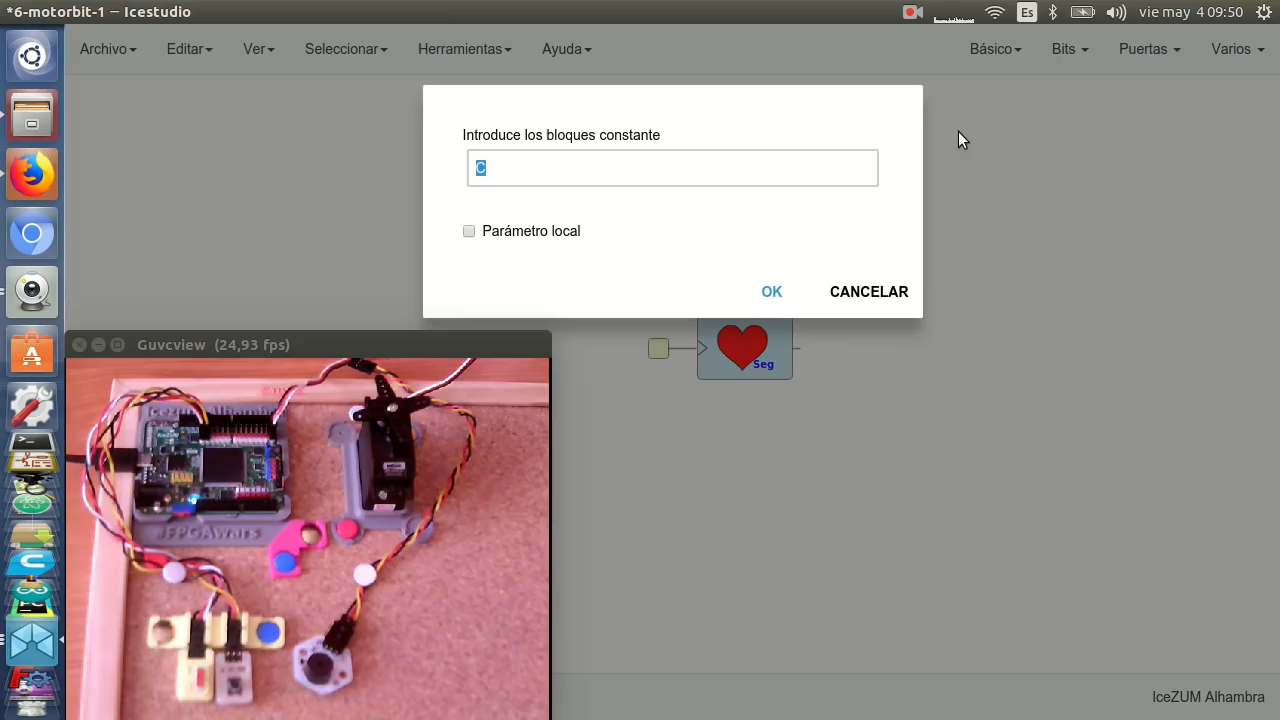 *6-motorbit-1 – Icestudio
Es
vie may 4 09:50
Archivo
Editar
Ver
Seleccionar
Herramientas
Ayuda
Básico
Bits
Puertas
Varios
Introduce los bloques constante
C
Parámetro local
OK
CANCELAR
Seg
Guvcview (24,93 fps)
#FPGAwars
IceZUM Alhambra